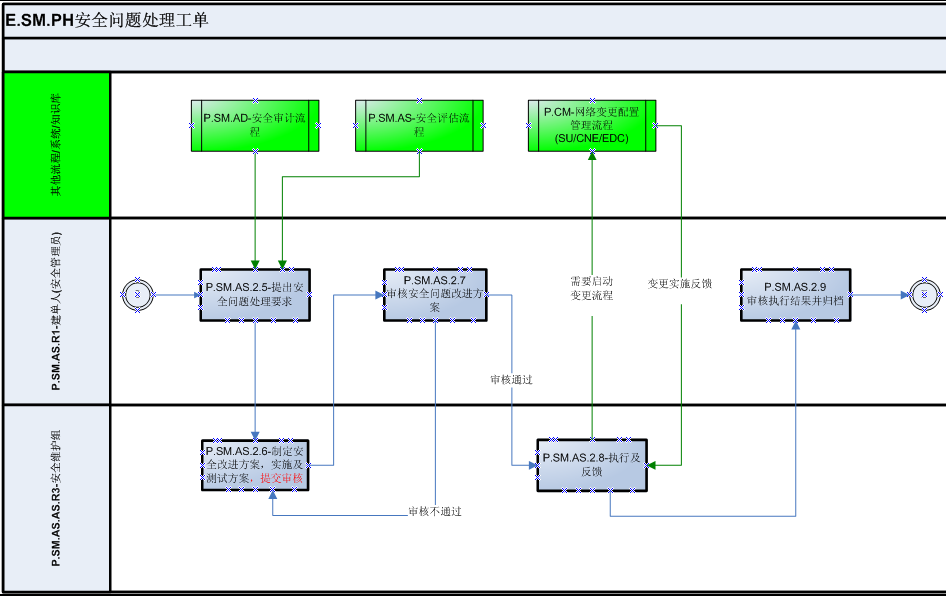 E.SM.PH安全问题处理工单
其他流程/系统/知识库
P.SM.AD-安全审计流
程
P.SM.AS-安全评估流
程
P.CM-网络变更配置
管理流程
(SU/CNE/EDC)
P.SM.AS.R1-建单人(安全管理员)
P.SM.AS.2.5-提出安
全问题处理要求
P.SM.AS.2.7
审核安全问题改进方
案
需要启动
变更流程
变更实施反馈
P.SM.AS.2.9
审核执行结果并归档
审核通过
P.SM.AS.AS.R3-安全维护组
P.SM.AS.2.6-制定安
全改进方案，实施及
测试方案，提交审核
P.SM.AS.2.8-执行及
反馈
审核不通过